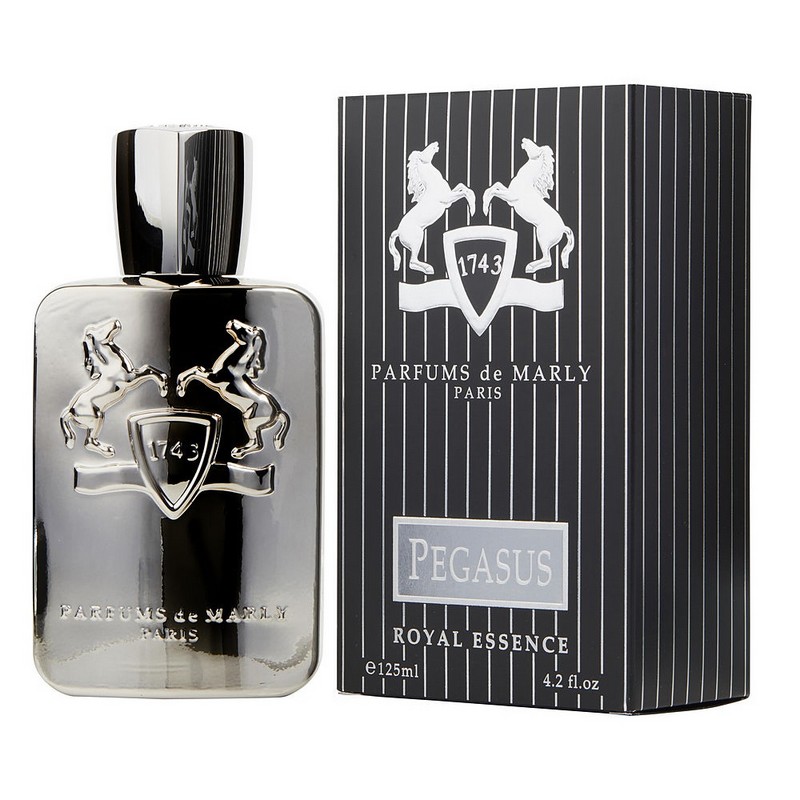 1743
PARFUMS de MARLY
PARIS
1743
PARFUMS de MARLY
PARIS
PEGASUS
ROYAL ESSENCE
℮125ml
4.2 fl.oz